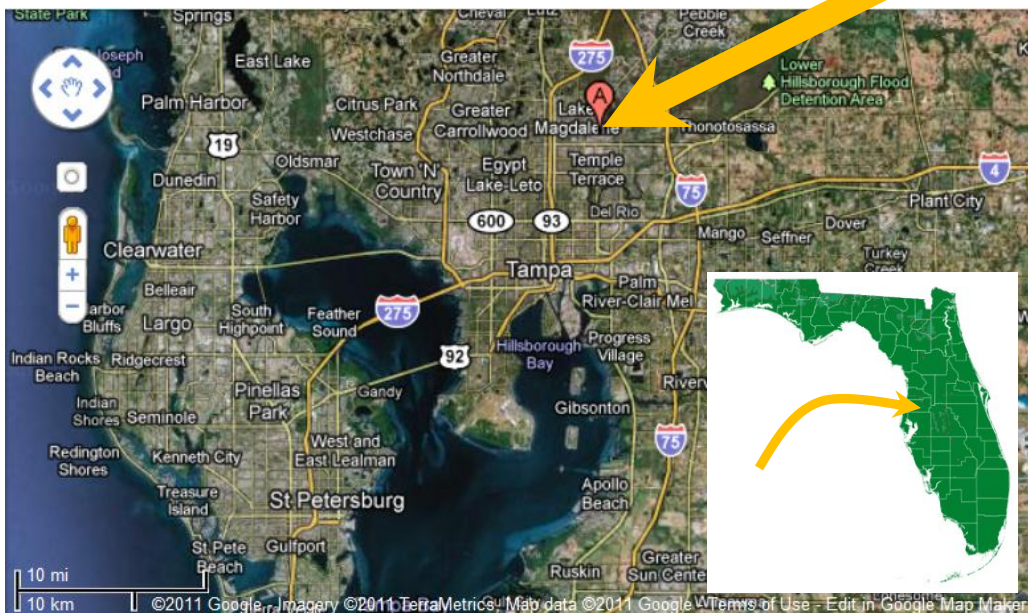 State Park
Springs
Cheval
Lutz
Pebble
Creek
Joseph
East Lake
Greater
Northdale
275
Lower
Hillsborough Flood
Detention Area
Palm Harbor
Citrus Park
Greater
Carrollwood
A
Lake
Magdalene
Thonotosassa
Westchase
19
Oldsmar
Town 'N'
Country
Egypt
Lake-Leto
Temple
Terrace
4
Dunedin
75
Safety
Harbor
Plant City
600
93
Del Rio
Mango
Seffner
Dover
Clearwater
Turkey
Creek
Tampa
Belleair
Palm
River-Clair Mel
Harbor
Bluffs
Largo
South
Highpoint
Feather
Sound
275
Hillsborough
Bay
Progress
Village
92
Indian Rocks
Beach
Ridgecrest
Pinellas
Park
Gandy
Riverv
Indian
Shores
Seminole
Gibsonton
Redington
Shores
Kenneth City
West and
East Lealman
75
Treasure
Island
St Petersburg
Apollo
Beach
St Pete
Beach
Gulfport
Ruskin
Greater
Sun Center
10 mi
10 km
©2011 Google - Imagery ©2011 TerraMetrics, Map data ©2011 Google - Terms of Use - Edit in Google Map Make